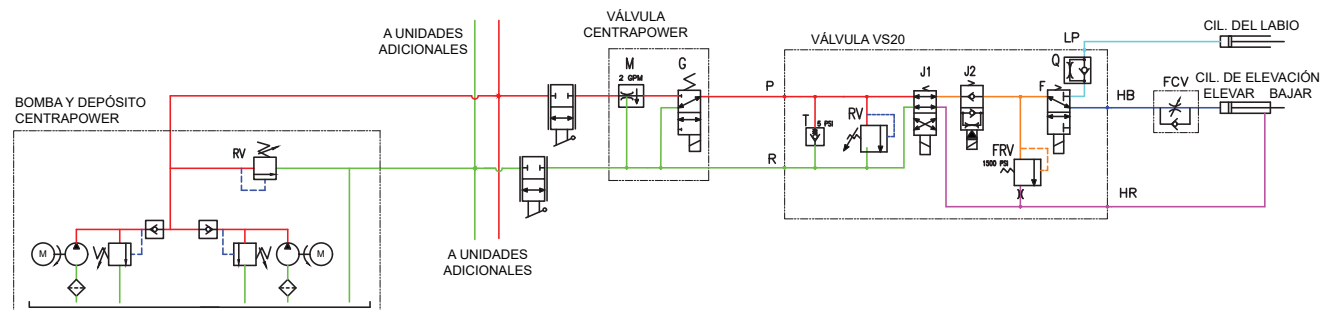 A UNIDADES
ADICIONALES
VÁLVULA
CENTRAPOWER
M
2 GPM
G
VÁLVULA VS20
LP
Q
CIL. DEL LABIO
BOMBA Y DEPÓSITO
CENTRAPOWER
P
J1
J2
F
HB
FCV
CIL. DE ELEVACIÓN
ELEVAR BAJAR
T
5 PSI
RV
RV
R
FRV
1500 PSI
HR
M
M
A UNIDADES
ADICIONALES